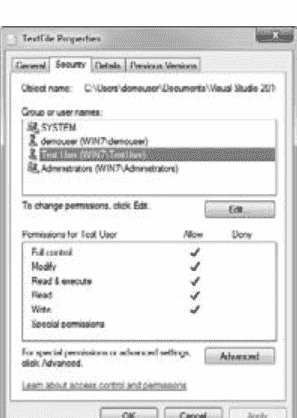 TextFile Properties
General Security Details Previous Versions
Object name: C:\Users\demouser\Documents\Visual Studio 201
Group or user names:
SYSTEM
demouser (WIN7\demouser)
Test User (WIN7\TestUser)
Administrators (WIN7\Administrators)
To change permissions, click Edit. Edit...
Permissions for Test User Allow Deny
Full control
Modify
Read & execute
Read
Write
Special permissions
For special permissions or advanced settings, Advanced
click Advanced.
Learn about access control and permissions
OK Cancel Apply